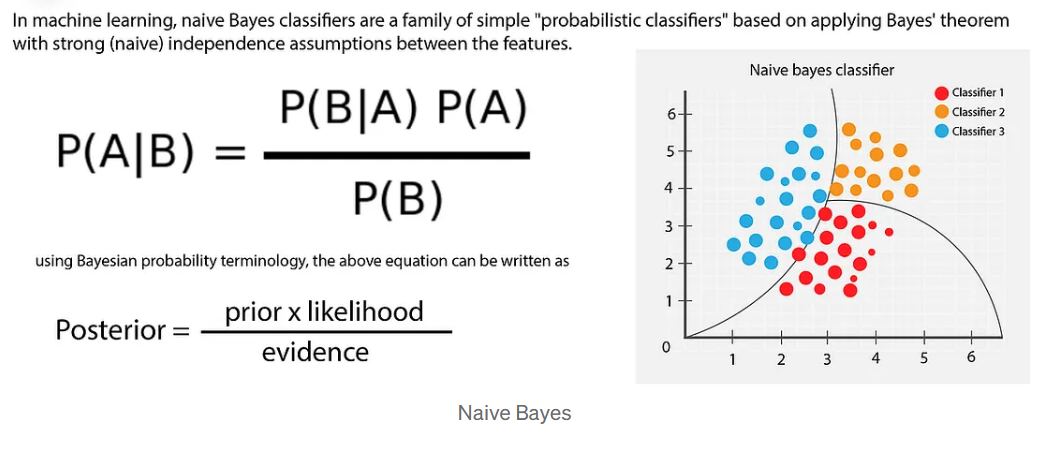 In machine learning, naive Bayes classifiers are a family of simple "probabilistic classifiers" based on applying Bayes' theorem
with strong (naive) independence assumptions between the features.
P(A|B) = P(B|A) P(A)
P(B)
using Bayesian probability terminology, the above equation can be written as
Posterior = prior x likelihood
evidence
Naive bayes classifier
Classifier 1
Classifier 2
Classifier 3
6
5
4
3
2
1
0
1 2 3 4 5 6
Naive Bayes